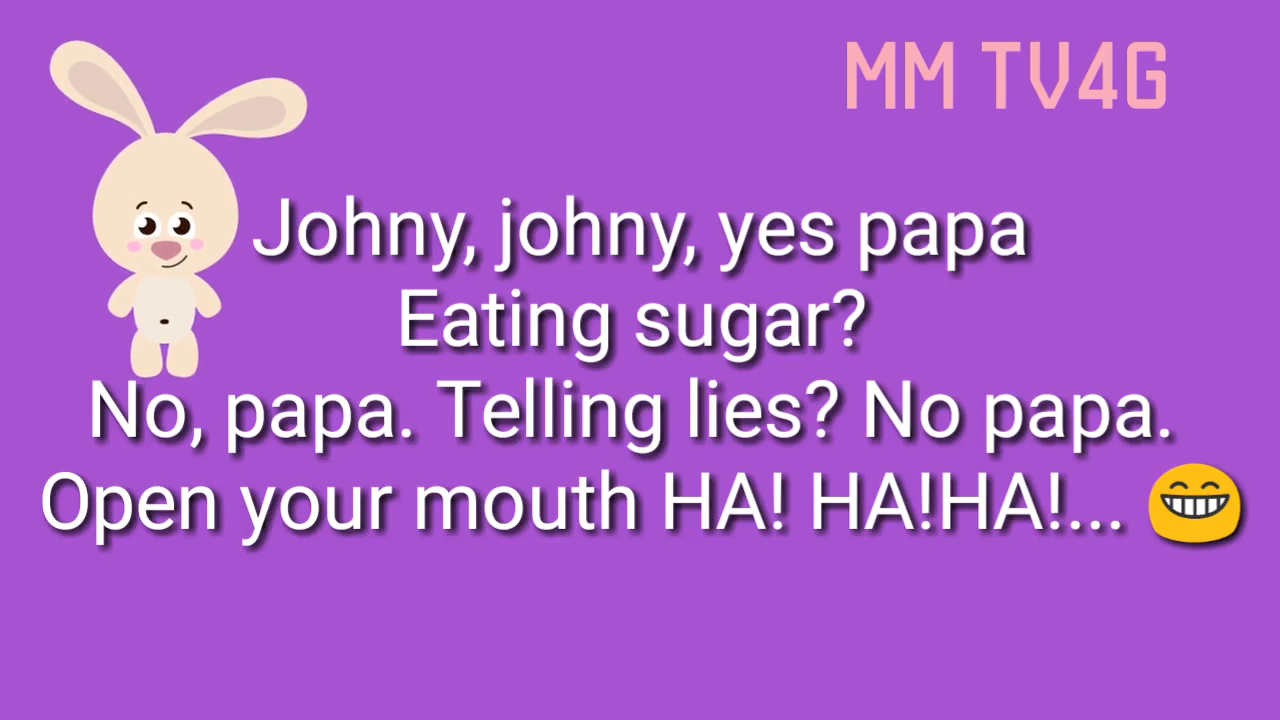 MM TV4G
Johny, johny, yes papa
Eating sugar?
No, papa. Telling lies? No papa.
Open your mouth HA! HA!HA!... 😁